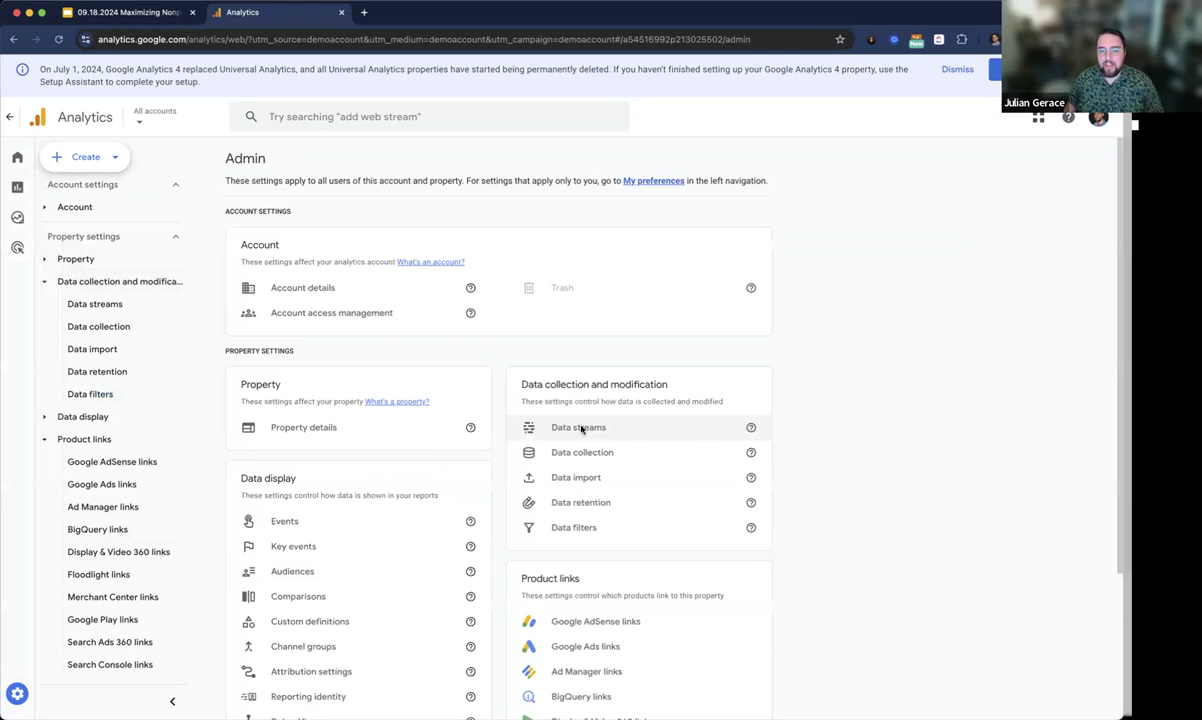 09.18.2024 Maximizing Nonp
Analytics
analytics.google.com/analytics/web/?utm_source=demoaccount&utm_medium=demoaccount&utm_campaign=demoaccount#/a54516992p213025502/admin
New
On July 1, 2024, Google Analytics 4 replaced Universal Analytics, and all Universal Analytics properties have started being permanently deleted. If you haven't finished setting up your Google Analytics 4 property, use the
Setup Assistant to complete your setup.
Dismiss
Julian Gerace
Analytics
All accounts
Try searching "add web stream"
Create
Account settings
Account
Property settings
Property
Data collection and modifica...
Data streams
Data collection
Data import
Data retention
Data filters
Data display
Product links
Google AdSense links
Google Ads links
Ad Manager links
BigQuery links
Display & Video 360 links
Floodlight links
Merchant Center links
Google Play links
Search Ads 360 links
Search Console links
Admin
These settings apply to all users of this account and property. For settings that apply only to you, go to My preferences in the left navigation.
ACCOUNT SETTINGS
Account
These settings affect your analytics account What's an account?
Account details
Trash
Account access management
PROPERTY SETTINGS
Property
These settings affect your property What's a property?
Property details
Data display
These settings control how data is shown in your reports
Events
Key events
Audiences
Comparisons
Custom definitions
Channel groups
Attribution settings
Reporting identity
Data collection and modification
These settings control how data is collected and modified
Data streams
Data collection
Data import
Data retention
Data filters
Product links
These settings control which products link to this property
Google AdSense links
Google Ads links
Ad Manager links
BigQuery links